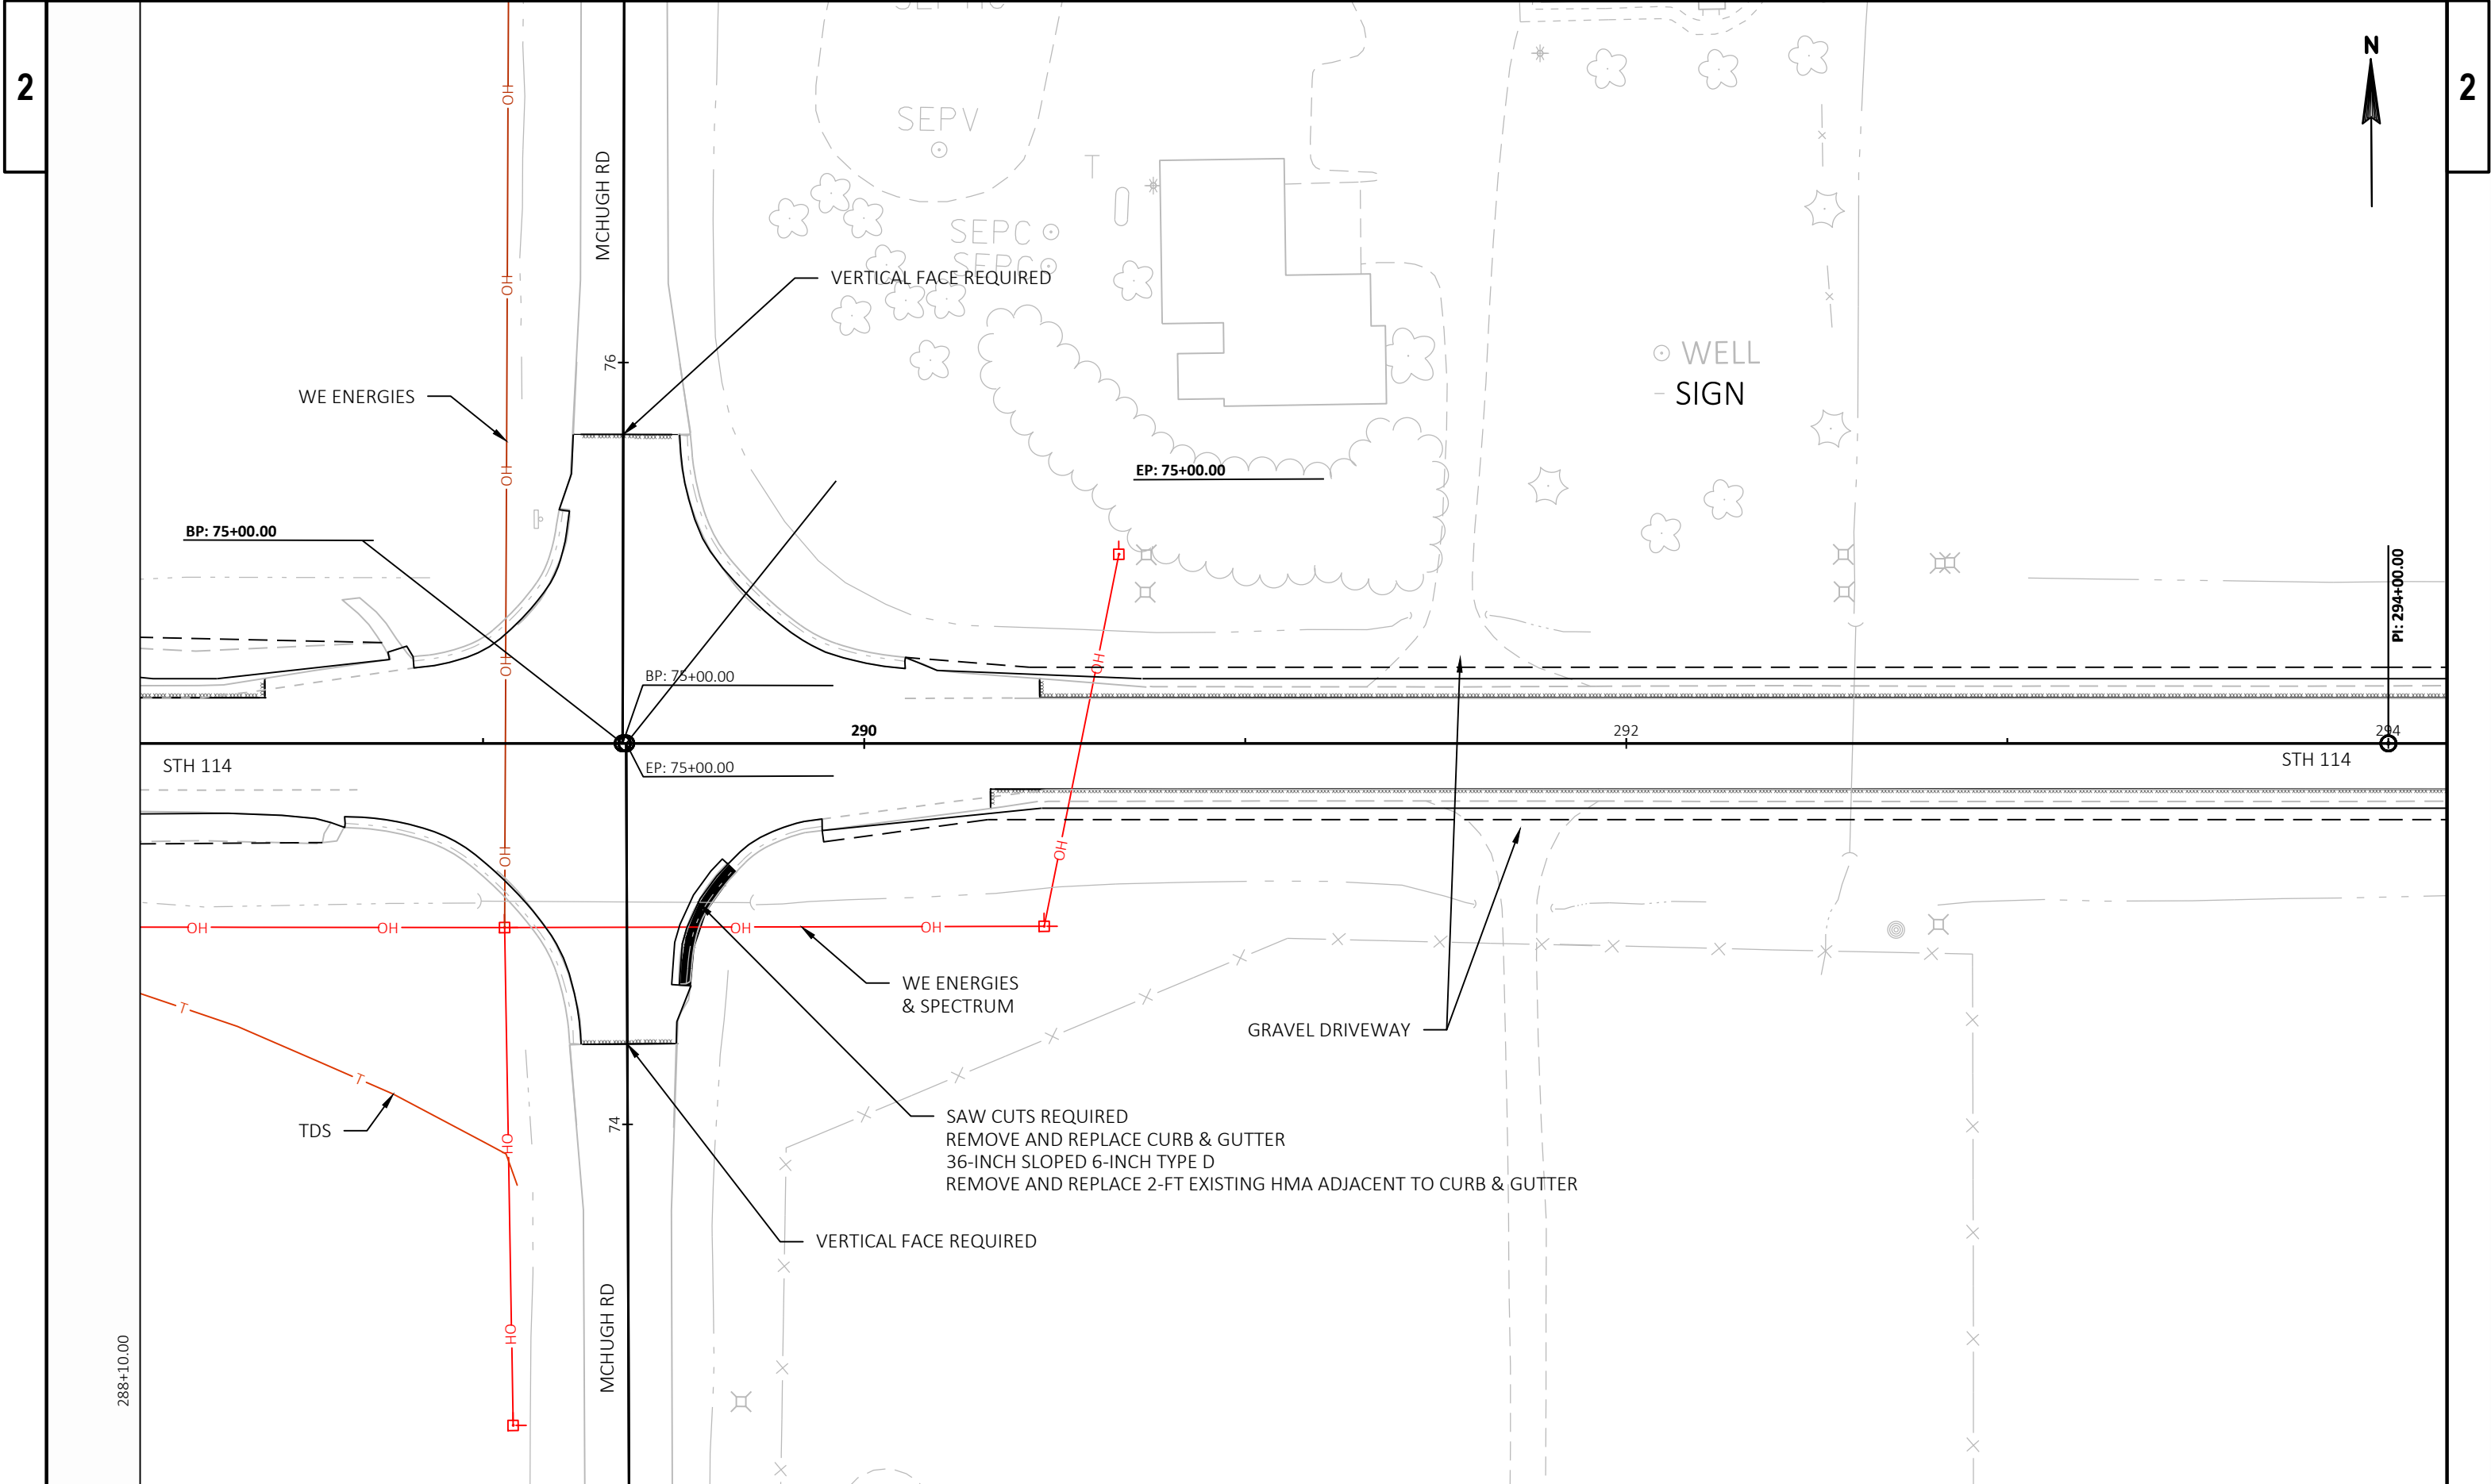 2
2
N
SEPV
T
MCHUGH RD
SEPC
SEPC
VERTICAL FACE REQUIRED
OH
OH
OH
OH
OH
WE ENERGIES
76
WELL
SIGN
EP: 75+00.00
BP: 75+00.00
PI: 294+00.00
OH
BP: 75+00.00
290
292
294
STH 114
STH 114
EP: 75+00.00
OH
OH
OH
OH
OH
WE ENERGIES
& SPECTRUM
GRAVEL DRIVEWAY
T
T
TDS
74
OH
SAW CUTS REQUIRED
REMOVE AND REPLACE CURB & GUTTER
36-INCH SLOPED 6-INCH TYPE D
REMOVE AND REPLACE 2-FT EXISTING HMA ADJACENT TO CURB & GUTTER
VERTICAL FACE REQUIRED
MCHUGH RD
OH
288+10.00